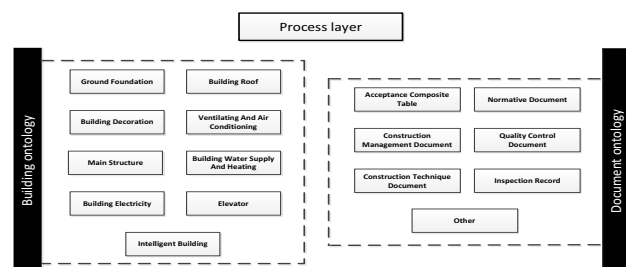 Process layer
Building ontology
Ground Foundation
Building Roof
Building Decoration
Ventilating And Air
Conditioning
Main Structure
Building Water Supply
And Heating
Building Electricity
Elevator
Intelligent Building
Acceptance Composite
Table
Normative Document
Construction
Management Document
Quality Control
Document
Construction Technique
Document
Inspection Record
Other
Document ontology